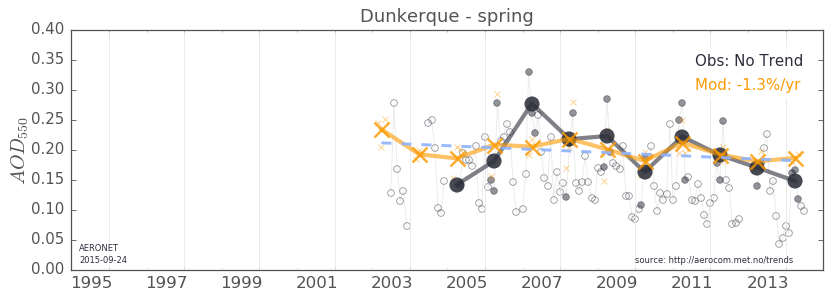 Dunkerque - spring
0.40
0.35
0.30
0.25
0.20
0.15
0.10
0.05
0.00
AOD550
Obs: No Trend
Mod: -1.3%/yr
AERONET
2015-09-24
source: http://aerocom.met.no/trends
1995 1997 1999 2001 2003 2005 2007 2009 2011 2013